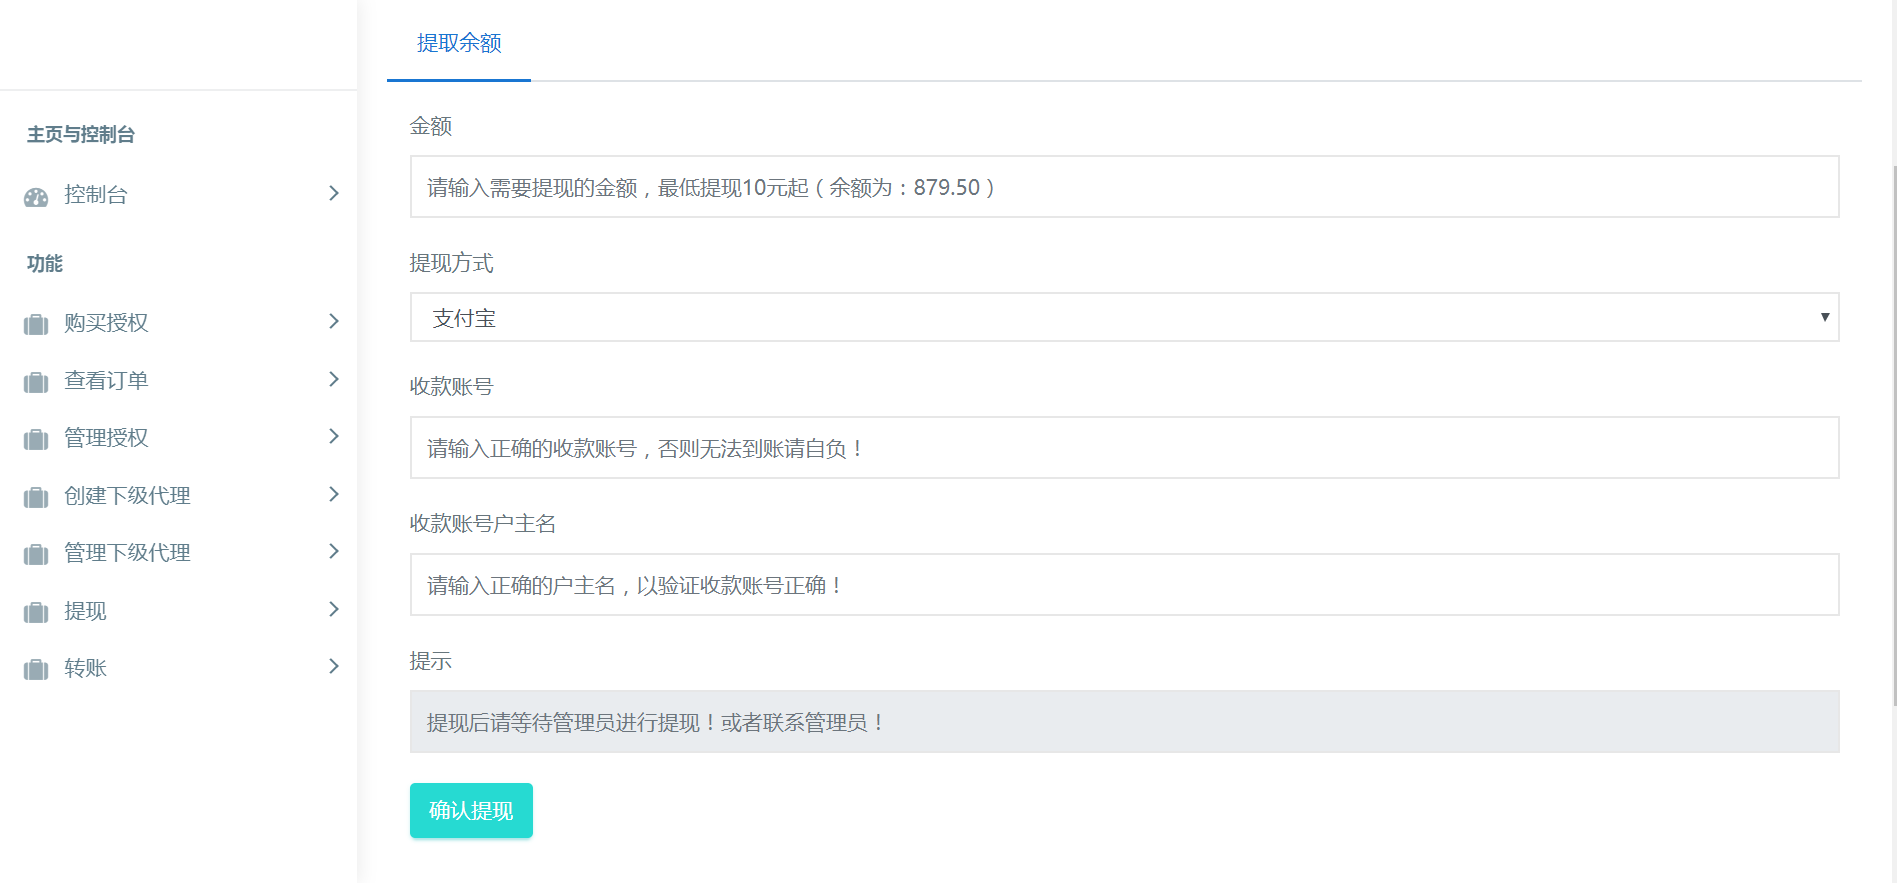 主页与控制台
控制台
功能
购买授权
查看订单
管理授权
创建下级代理
管理下级代理
提现
转账
提取余额
金额
请输入需要提现的金额，最低提现10元起（余额为：879.50）
提现方式
支付宝
收款账号
请输入正确的收款账号，否则无法到账请自负！
收款账号户主名
请输入正确的户主名，以验证收款账号正确！
提示
提现后请等待管理员进行提现！或者联系管理员！
确认提现